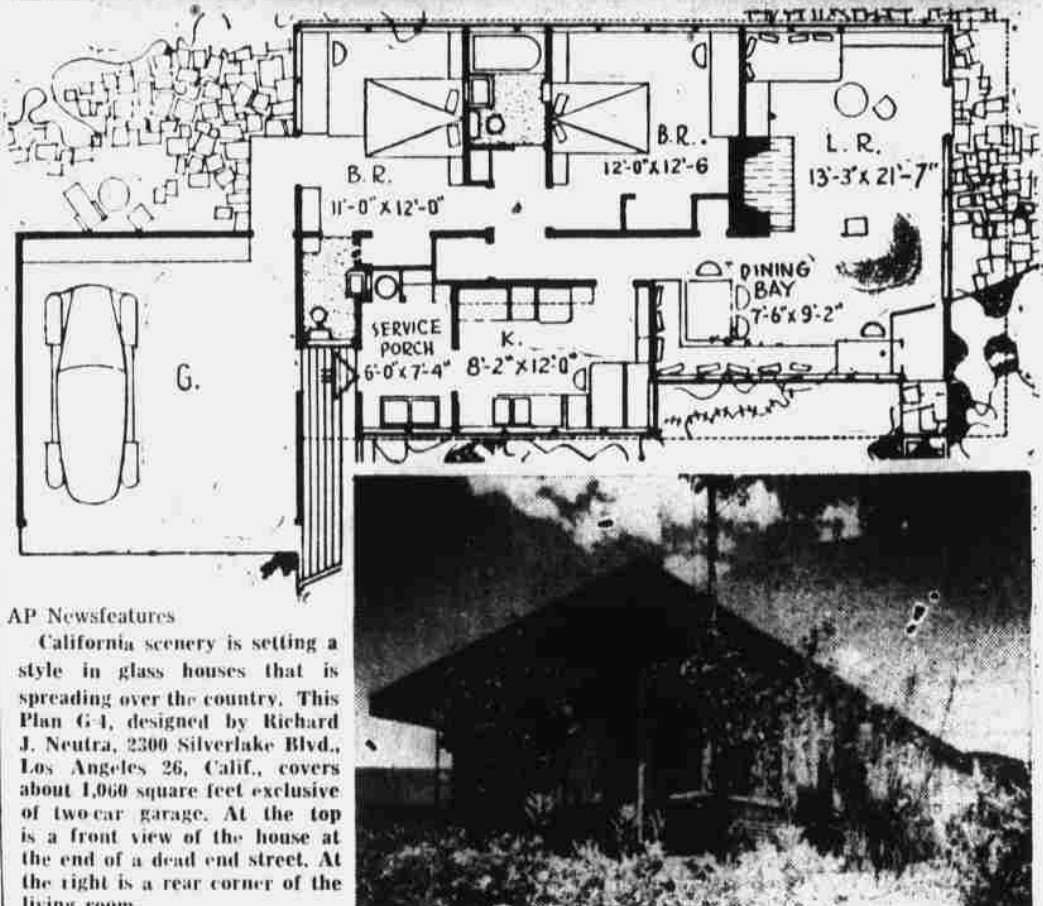 B.R.
11'-0" X 12'-0"
B.R.
12'-0" X 12'-6
L.R.
13'-3" X 21'-7"
DINING
BAY
7'-6" X 9'-2"
SERVICE
PORCH
6'-0" X 7'-4"
K.
8'-2" X 12'-0"
G.
AP Newsfeatures
California scenery is setting a
style in glass houses that is
spreading over the country. This
Plan G-4, designed by Richard
J. Neutra, 2300 Silverlake Blvd.,
Los Angeles 26, Calif., covers
about 1,060 square feet exclusive
of two-car garage. At the top
is a front view of the house at
the end of a dead end street. At
the right is a rear corner of the
living room.